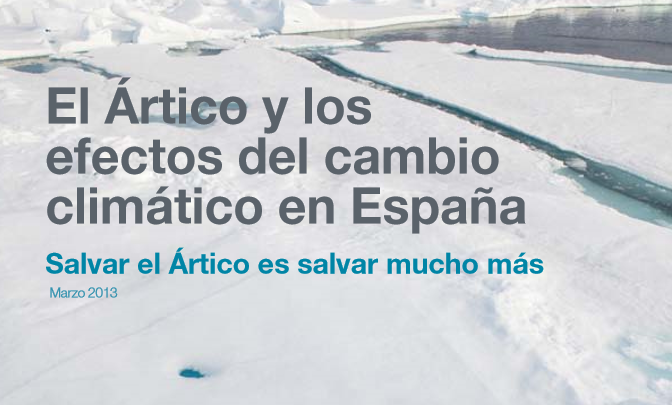 El Ártico y los
efectos del cambio
climático en España
Salvar el Ártico es salvar mucho más
Marzo 2013